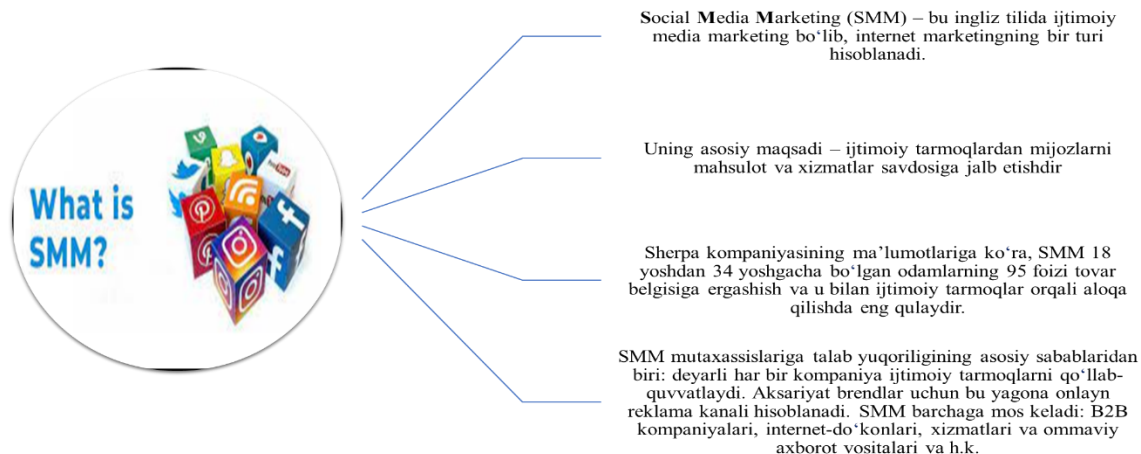 What is
SMM?
Social Media Marketing (SMM) – bu ingliz tilida ijtimoiy
media marketing bo‘lib, internet marketingning bir turi
hisoblanadi.
Uning asosiy maqsadi – ijtimoiy tarmoqlardan mijozlarni
mahsulot va xizmatlar savdosiga jalb etishdir
Sherpa kompaniyasining ma’lumotlariga ko‘ra, SMM 18
yoshdan 34 yoshgacha bo‘lgan odamlarning 95 foizi tovar
belgisiga ergashish va u bilan ijtimoiy tarmoqlar orqali aloqa
qilishda eng qulaydir.
SMM mutaxassislariga talab yuqoriligining asosiy sabablaridan
biri: deyarli har bir kompaniya ijtimoiy tarmoqlarni qo‘llab-
quvvatlaydi. Aksariyat brendlar uchun bu yagona onlayn
reklama kanali hisoblanadi. SMM barchaga mos keladi: B2B
kompaniyalari, internet-do‘konlari, xizmatlari va ommaviy
axborot vositalari va h.k.